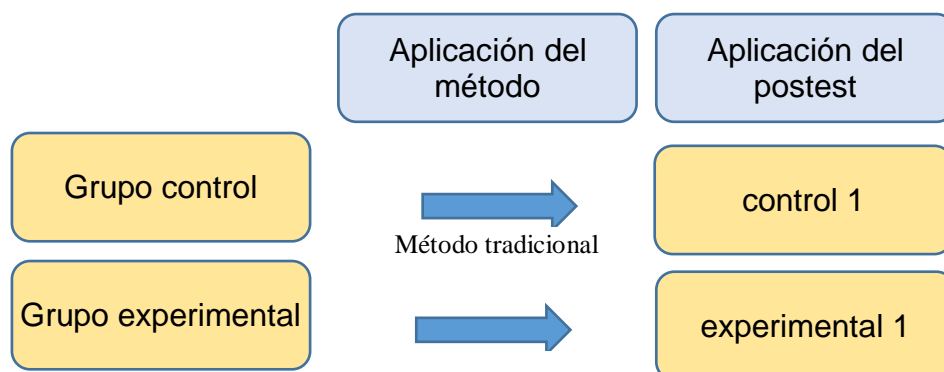 Aplicación del
método
Aplicación del
postest
Grupo control
control 1
Método tradicional
Grupo experimental
experimental 1